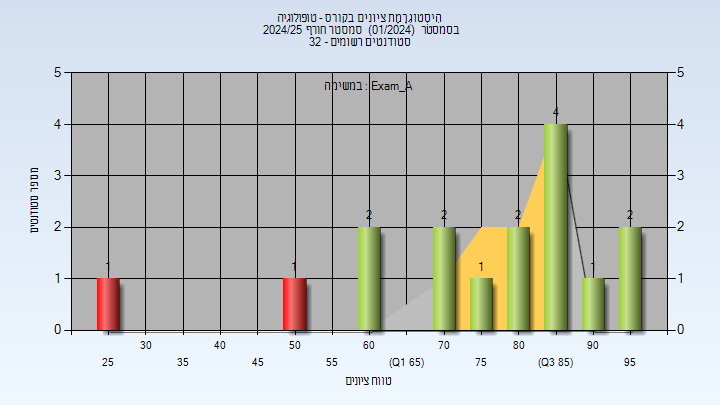 היסטוגרמת ציונים בקורס - טופולוגיה
בסמסטר (01/2024) סמסטר חורף 2024/25
סטודנטים רשומים - 32
במשימה : Exam_A
מספר סטודנטים
5 5
4 4
3 3
2 2
1 1
0 0
1 1 2 2 1 2 4 1 2
30 40 50 60 70 80 90
25 35 45 55 (Q1 65) 75 (Q3 85) 95
טווח ציונים